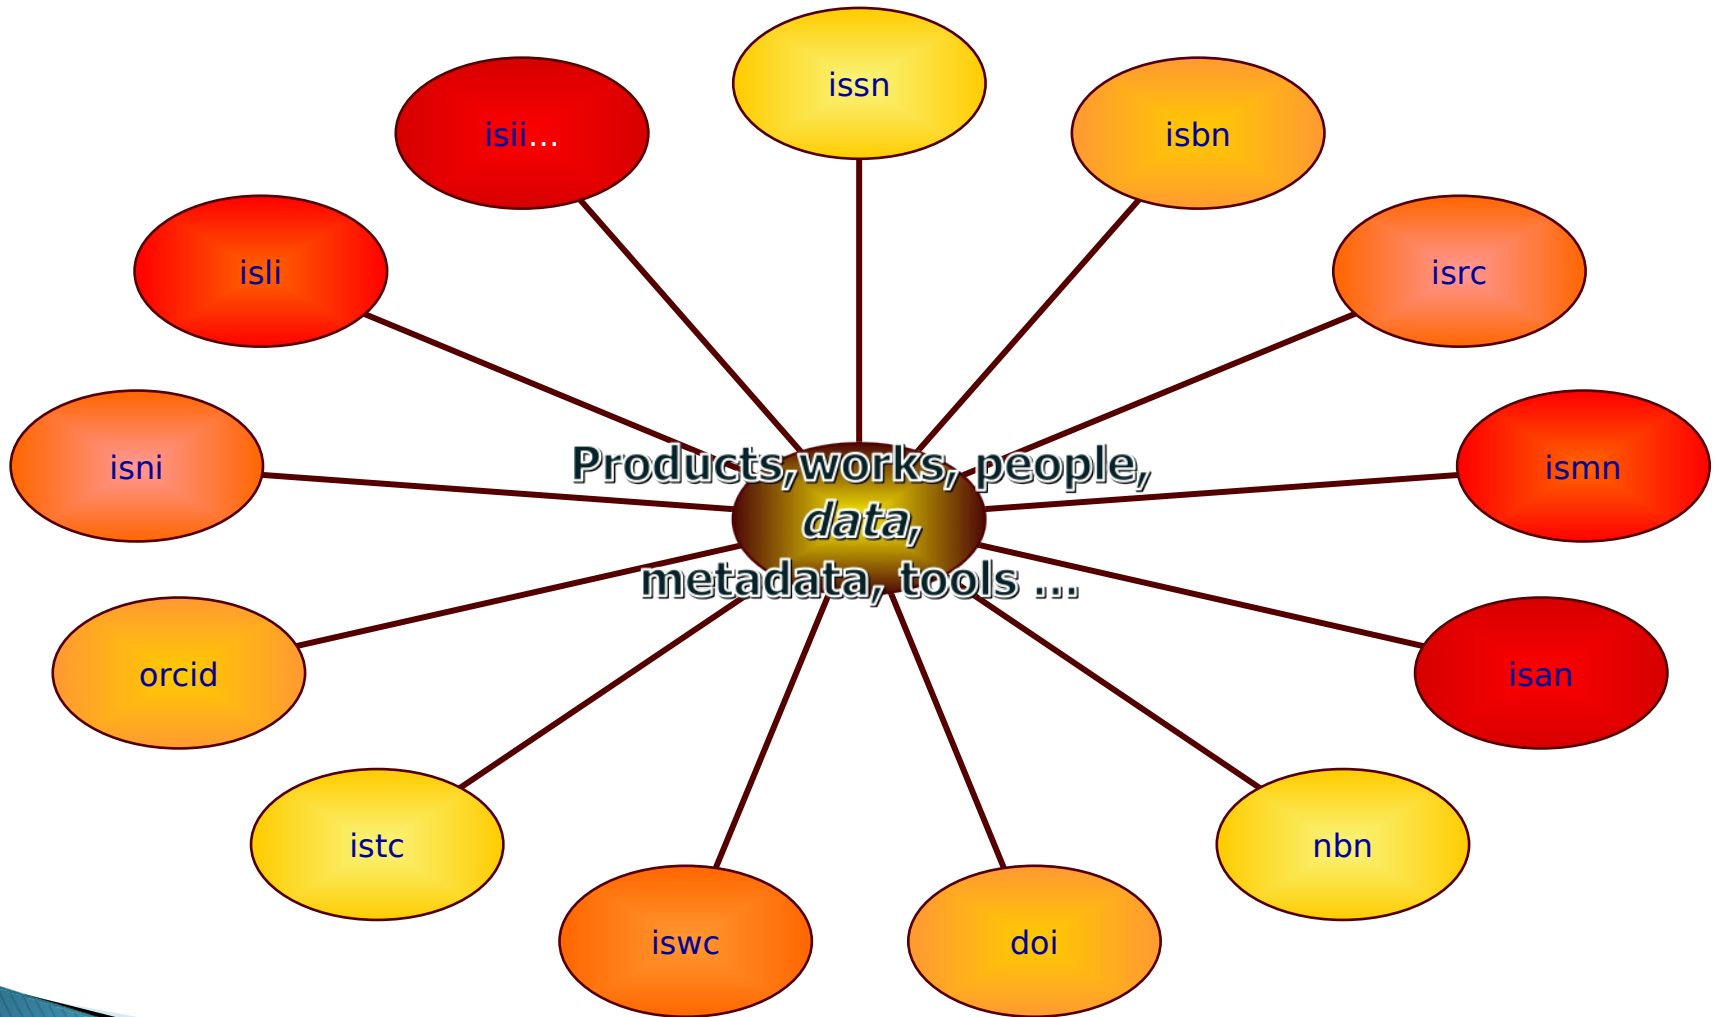 issn
isii...
isbn
isli
isrc
Products,works, people,
isni
ismn
data,
metadata, tools ...
orcid
isan
istc
nbn
iswc
doi